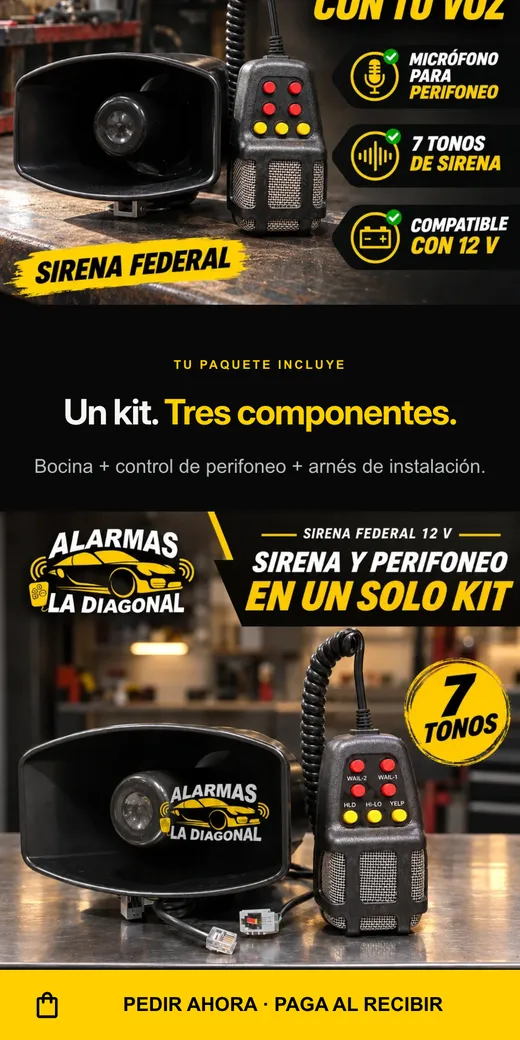 CON TU VOZ
MICRÓFONO
PARA
PERIFONEO
7 TONOS
DE SIRENA
COMPATIBLE
CON 12 V
SIRENA FEDERAL
TU PAQUETE INCLUYE
Un kit. Tres componentes.
Bocina + control de perifoneo + arnés de instalación.
ALARMAS
LA DIAGONAL
SIRENA FEDERAL 12 V
SIRENA Y PERIFONEO
EN UN SOLO KIT
7
TONOS
ALARMAS
LA DIAGONAL
WAIL-2 WAIL-1
HLD HI-LO YELP
PEDIR AHORA · PAGA AL RECIBIR